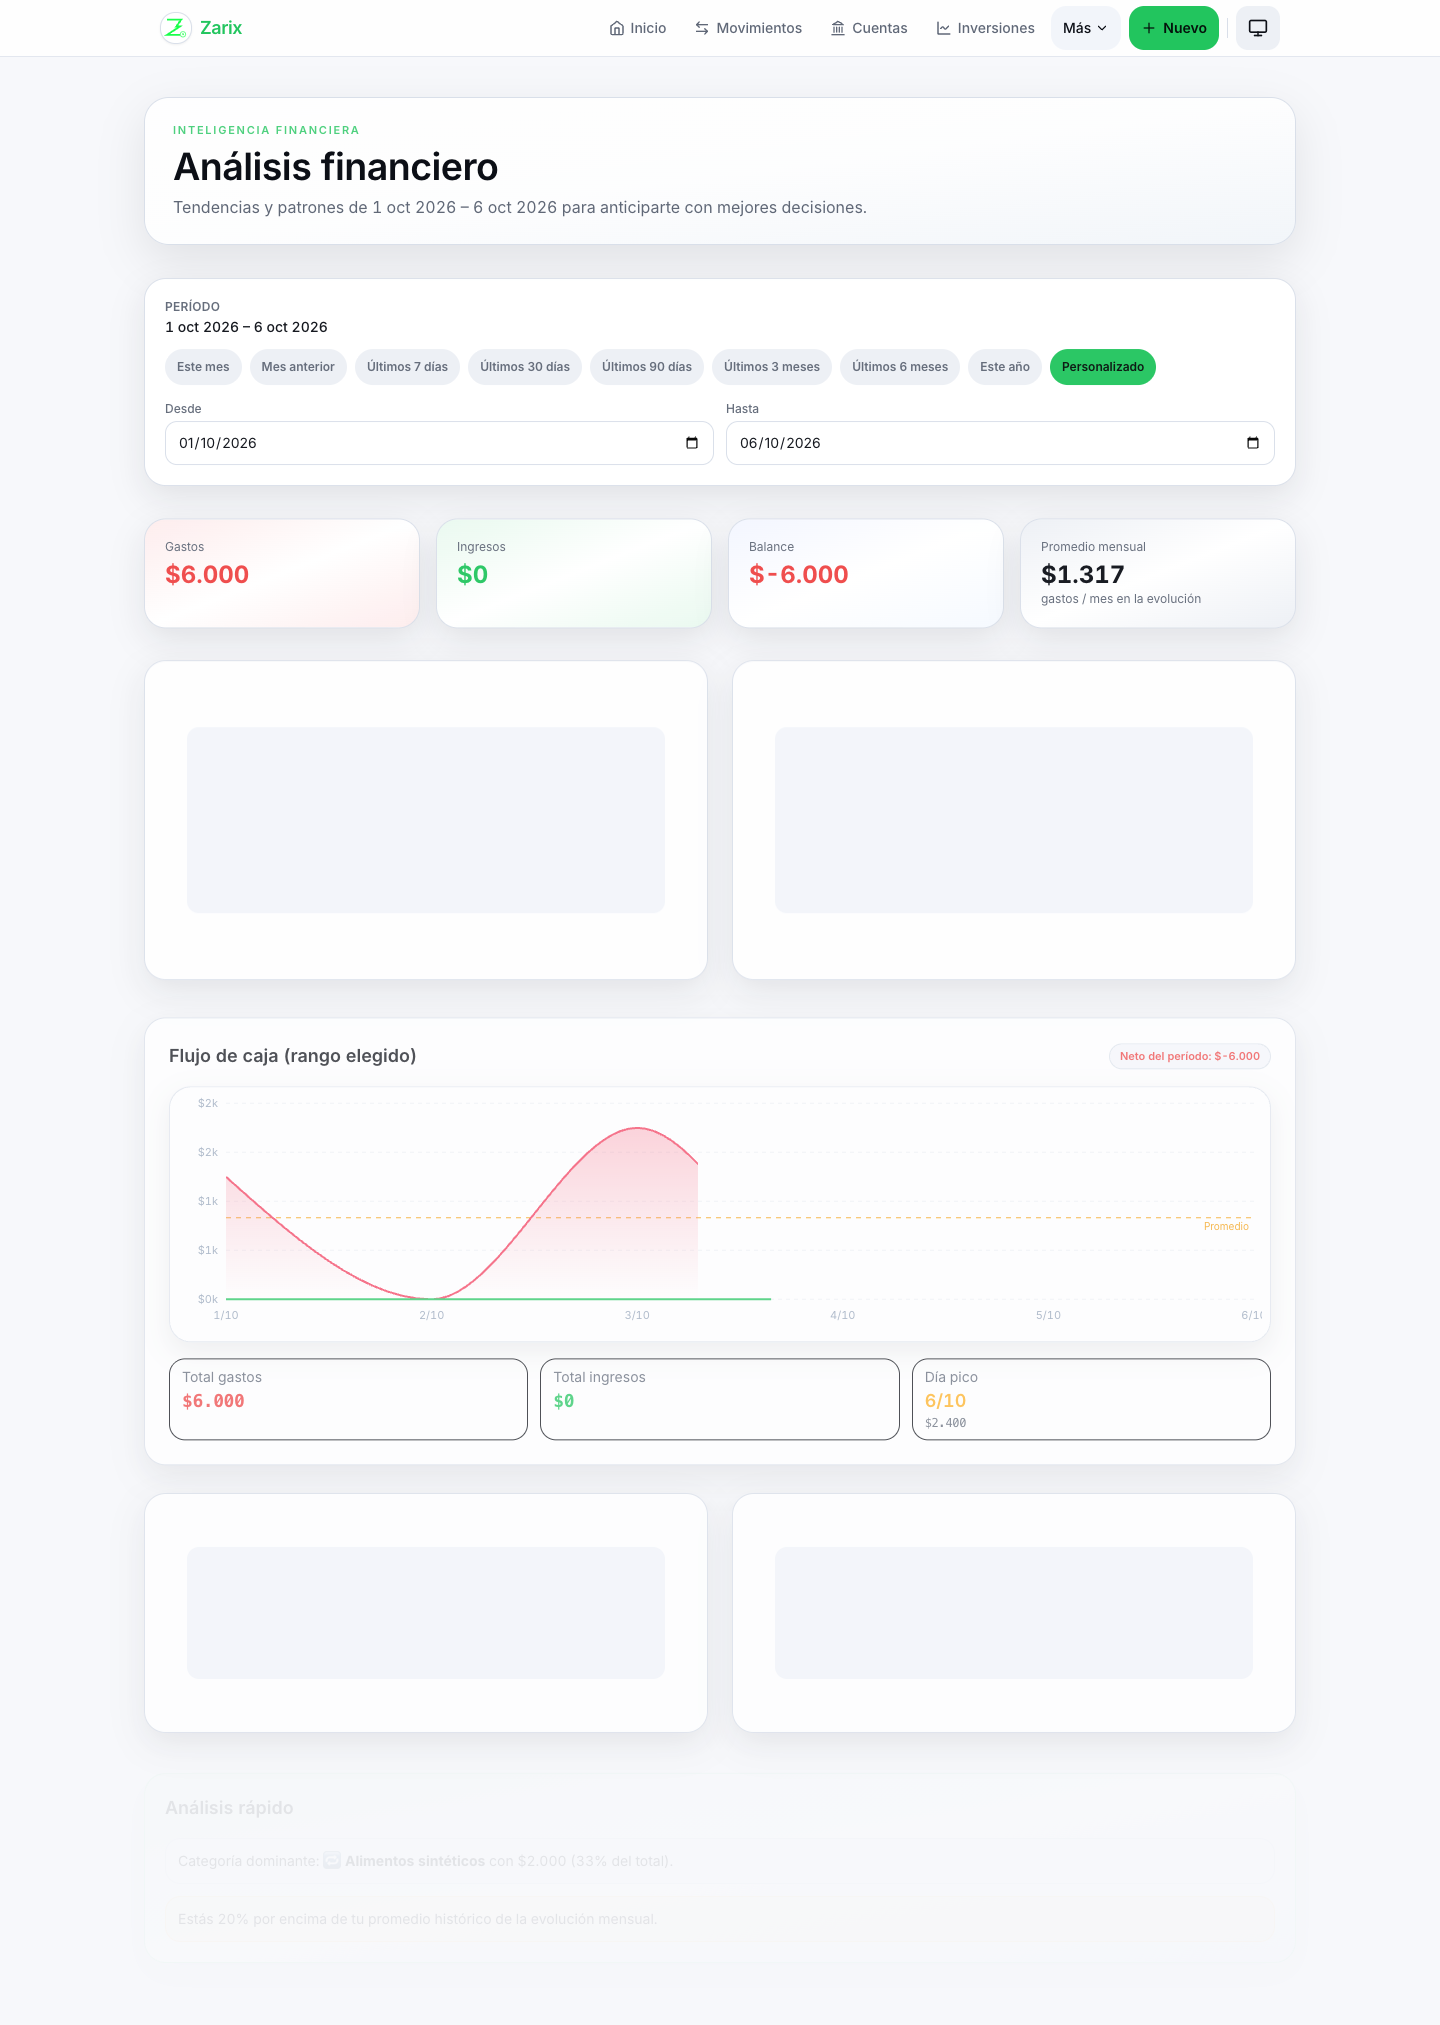 Zarix
Inicio
Movimientos
Cuentas
Inversiones
Más
Nuevo
INTELIGENCIA FINANCIERA
Análisis financiero
Tendencias y patrones de 1 oct 2026 – 6 oct 2026 para anticiparte con mejores decisiones.
PERÍODO
1 oct 2026 – 6 oct 2026
Este mes
Mes anterior
Últimos 7 días
Últimos 30 días
Últimos 90 días
Últimos 3 meses
Últimos 6 meses
Este año
Personalizado
Desde
01/10/2026
Hasta
06/10/2026
Gastos
$6.000
Ingresos
$0
Balance
$-6.000
Promedio mensual
$1.317
gastos / mes en la evolución
Flujo de caja (rango elegido)
Neto del período: $-6.000
$2k
$2k
$1k
Promedio
$1k
$0k
1/10
2/10
3/10
4/10
5/10
6/10
Total gastos
$6.000
Total ingresos
$0
Día pico
6/10
$2.400
Análisis rápido
Categoría dominante: Alimentos sintéticos con $2.000 (33% del total).
Estás 20% por encima de tu promedio histórico de la evolución mensual.